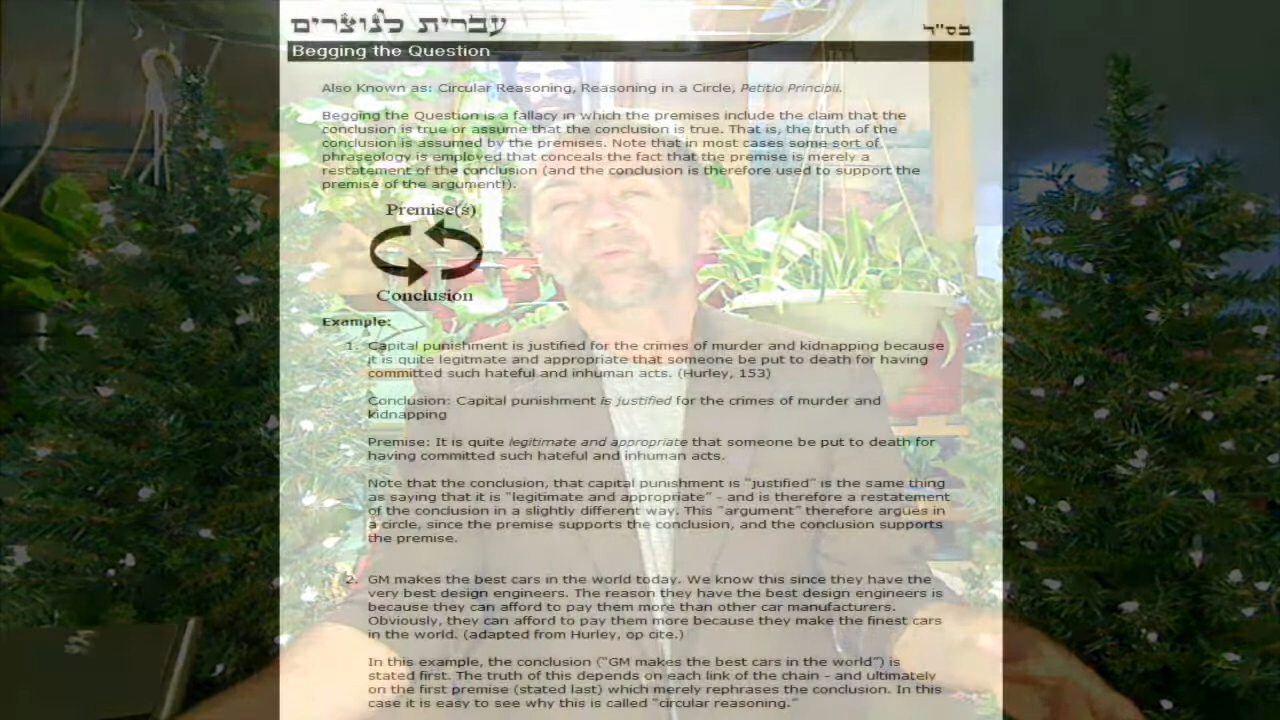 עברית לנוצרים
בס"ד
Begging the Question
Also Known as: Circular Reasoning, Reasoning in a Circle, Petitio Principii.
Begging the Question is a fallacy in which the premises include the claim that the
conclusion is true or assume that the conclusion is true. That is, the truth of the
conclusion is assumed by the premises. Note that in most cases some sort of
phraseology is employed that conceals the fact that the premise is merely a
restatement of the conclusion (and the conclusion is therefore used to support the
premise of the argument!).
Premise(s)
Conclusion
Example:
1. Capital punishment is justified for the crimes of murder and kidnapping because
it is quite legitmate and appropriate that someone be put to death for having
committed such hateful and inhuman acts. (Hurley, 153)
Conclusion: Capital punishment is justified for the crimes of murder and
kidnapping
Premise: It is quite legitimate and appropriate that someone be put to death for
having committed such hateful and inhuman acts.
Note that the conclusion, that capital punishment is "justified" is the same thing
as saying that it is "legitimate and appropriate" - and is therefore a restatement
of the conclusion in a slightly different way. This "argument" therefore argues in
a circle, since the premise supports the conclusion, and the conclusion supports
the premise.
2. GM makes the best cars in the world today. We know this since they have the
very best design engineers. The reason they have the best design engineers is
because they can afford to pay them more than other car manufacturers.
Obviously, they can afford to pay them more because they make the finest cars
in the world. (adapted from Hurley, op cite.)
In this example, the conclusion ("GM makes the best cars in the world") is
stated first. The truth of this depends on each link of the chain - and ultimately
on the first premise (stated last) which merely rephrases the conclusion. In this
case it is easy to see why this is called "circular reasoning."